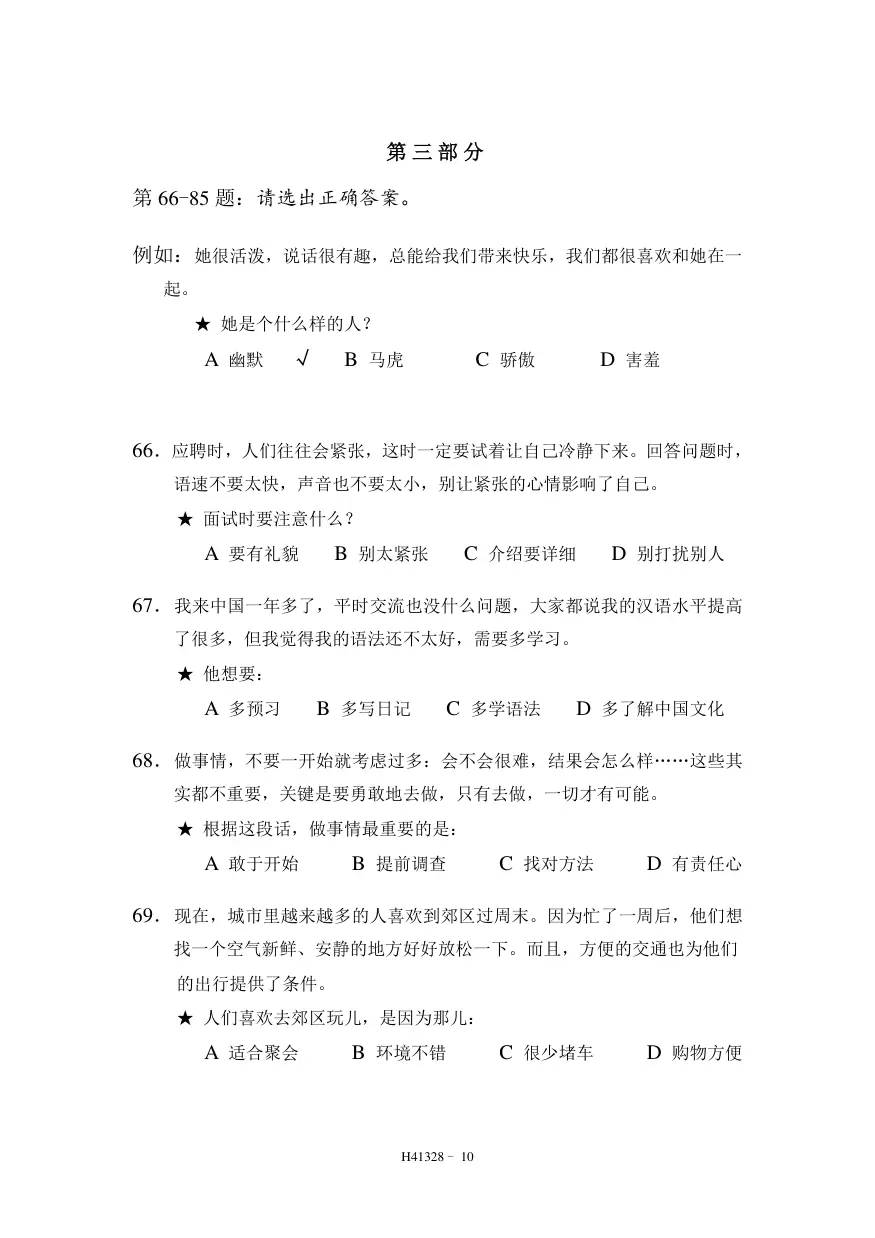 第 三 部 分
第 66-85 题：请选出正确答案。
例如：她很活泼，说话很有趣，总能给我们带来快乐，我们都很喜欢和她在一
起。
★ 她是个什么样的人？
A 幽默 √ B 马虎 C 骄傲 D 害羞
66．应聘时，人们往往会紧张，这时一定要试着让自己冷静下来。回答问题时，
语速不要太快，声音也不要太小，别让紧张的心情影响了自己。
★ 面试时要注意什么？
A 要有礼貌 B 别太紧张 C 介绍要详细 D 别打扰别人
67．我来中国一年多了，平时交流也没什么问题，大家都说我的汉语水平提高
了很多，但我觉得我的语法还不太好，需要多学习。
★ 他想要：
A 多预习 B 多写日记 C 多学语法 D 多了解中国文化
68．做事情，不要一开始就考虑过多：会不会很难，结果会怎么样……这些其
实都不重要，关键是要勇敢地去做，只有去做，一切才有可能。
★ 根据这段话，做事情最重要的是：
A 敢于开始 B 提前调查 C 找对方法 D 有责任心
69．现在，城市里越来越多的人喜欢到郊区过周末。因为忙了一周后，他们想
找一个空气新鲜、安静的地方好好放松一下。而且，方便的交通也为他们
的出行提供了条件。
★ 人们喜欢去郊区玩儿，是因为那儿：
A 适合聚会 B 环境不错 C 很少堵车 D 购物方便
H41328 - 10